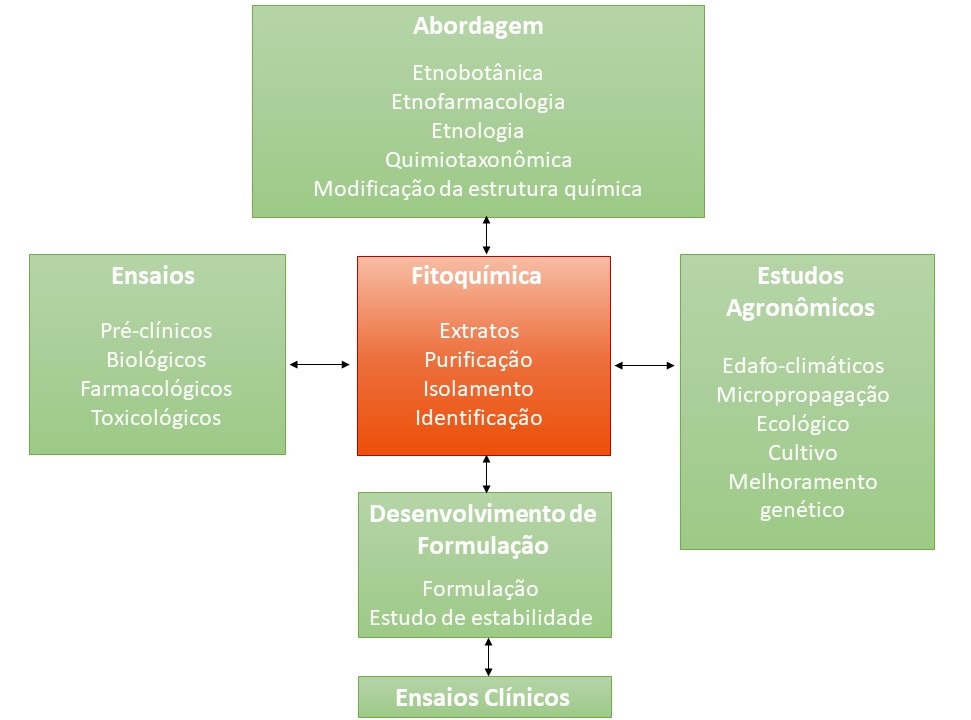 Abordagem
Etnobotânica
Etnofarmacologia
Etnologia
Quimiotaxonômica
Modificação da estrutura química
Ensaios
Pré-clínicos
Biológicos
Farmacológicos
Toxicológicos
Fitoquímica
Extratos
Purificação
Isolamento
Identificação
Estudos
Agronômicos
Edafo-climáticos
Micropropagação
Ecológico
Cultivo
Melhoramento
genético
Desenvolvimento de
Formulação
Formulação
Estudo de estabilidade
Ensaios Clínicos